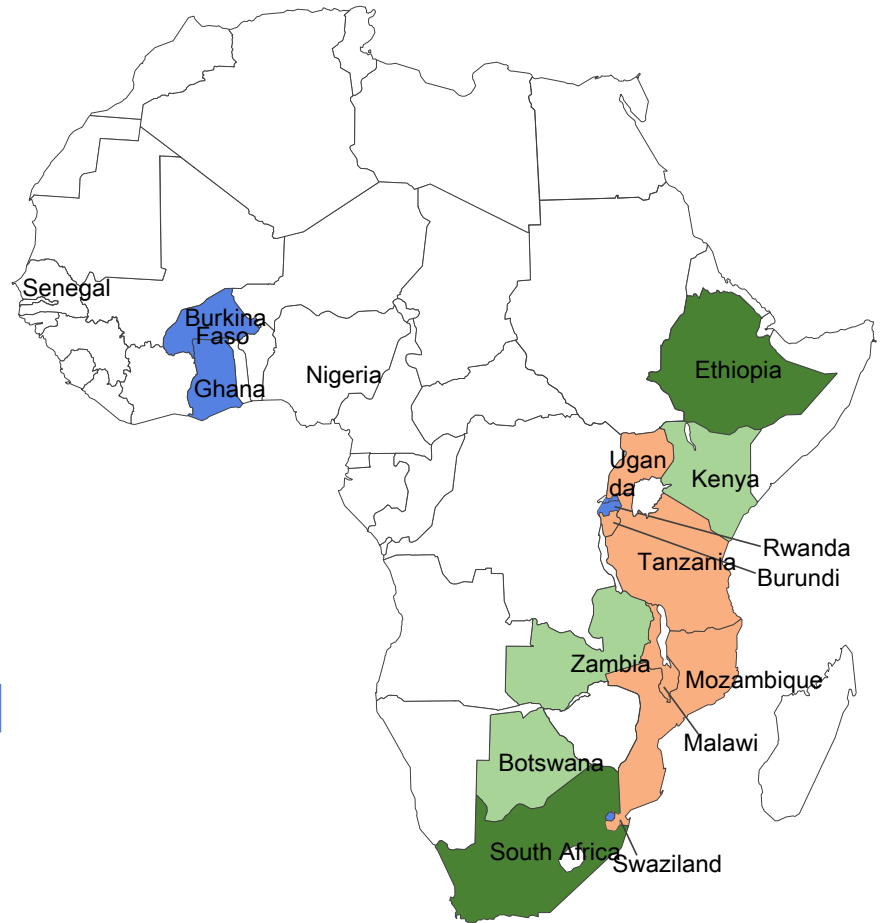 Senegal
Burkina
Faso
Ghana
Nigeria
Ethiopia
Ugan
da
Kenya
Rwanda
Tanzania
Burundi
Zambia
Mozambique
Malawi
Botswana
South Africa
Swaziland